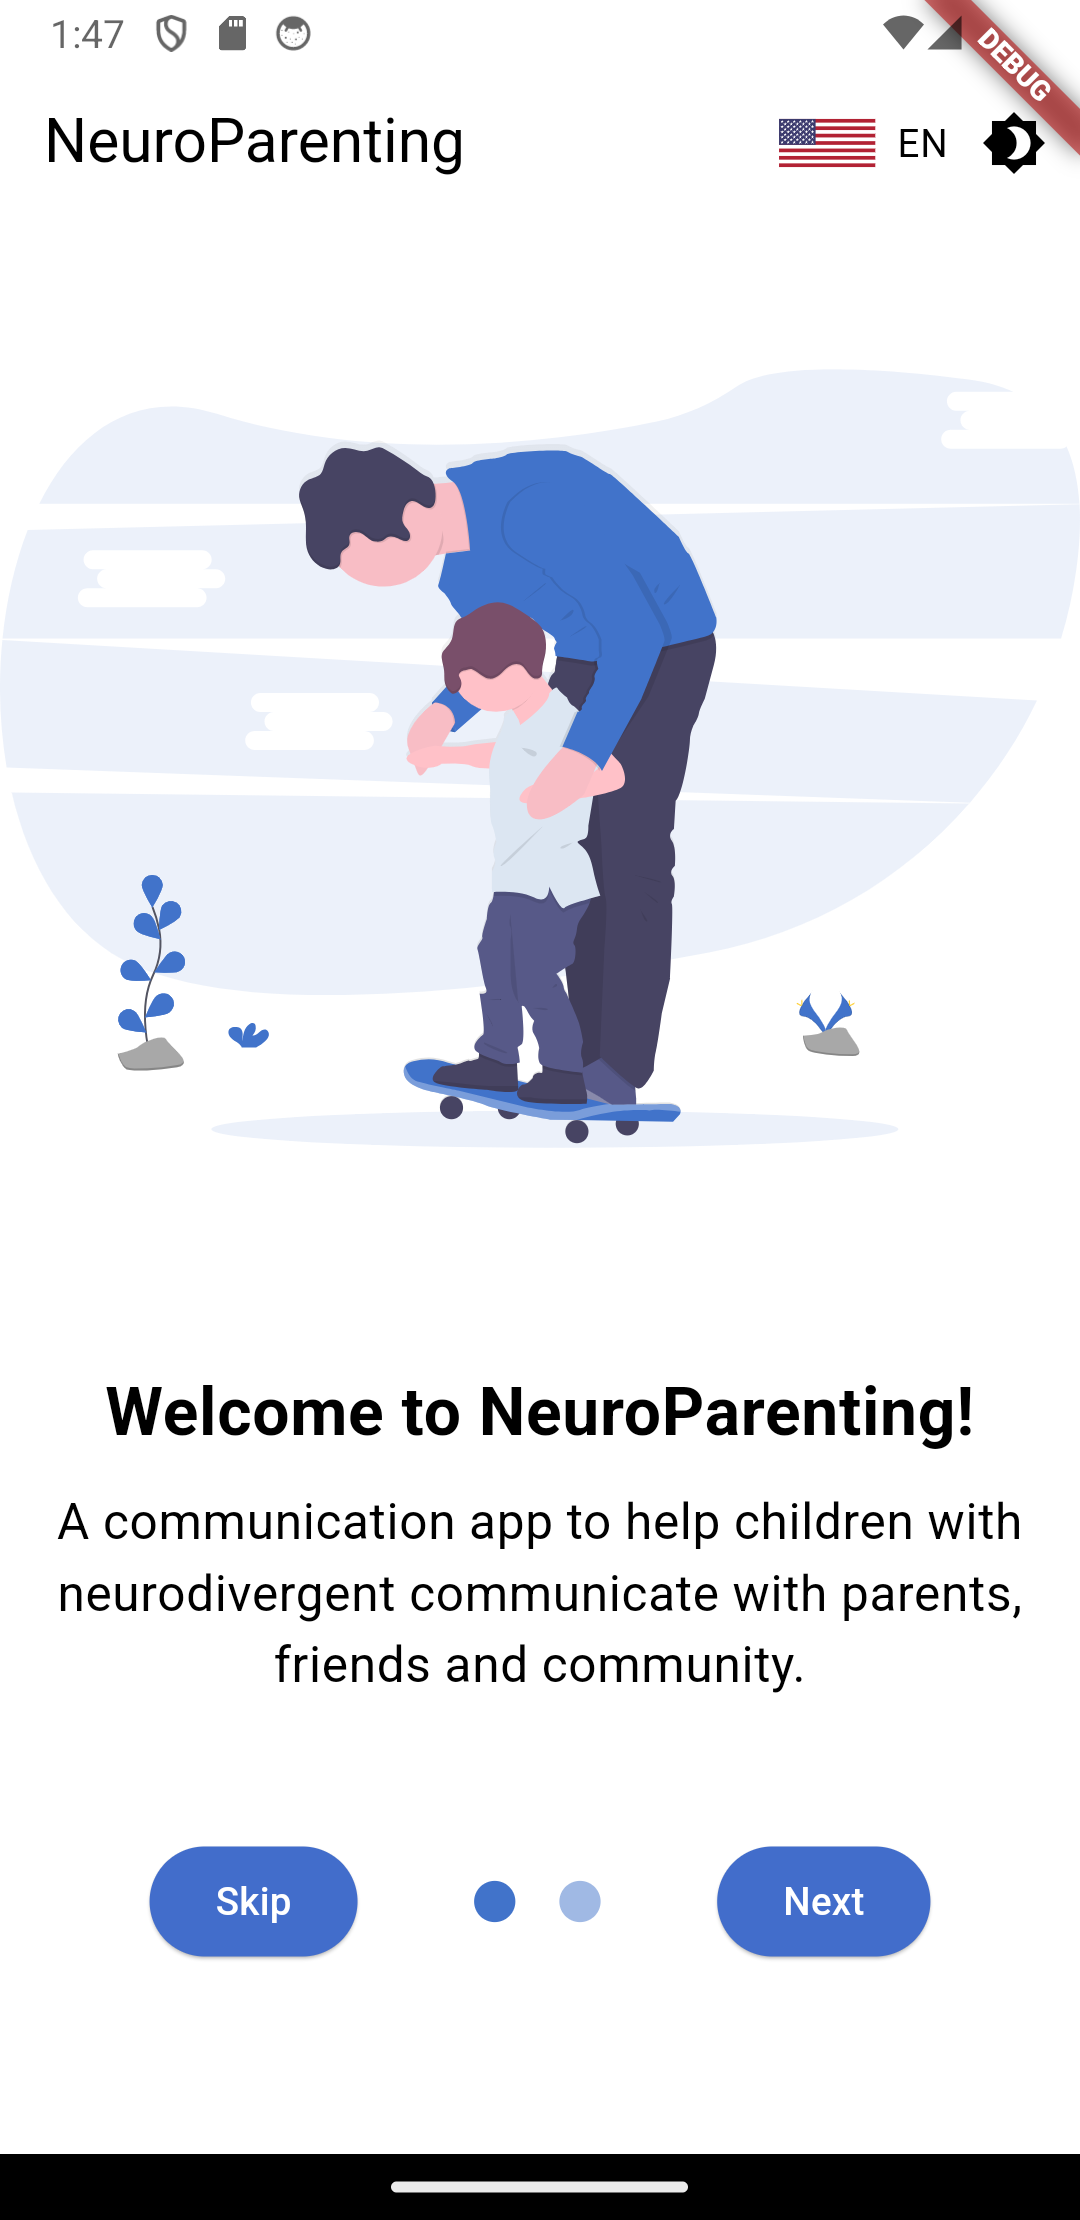 1:47
DEBUG
NeuroParenting
EN
Welcome to NeuroParenting!
A communication app to help children with
neurodivergent communicate with parents,
friends and community.
Skip
Next